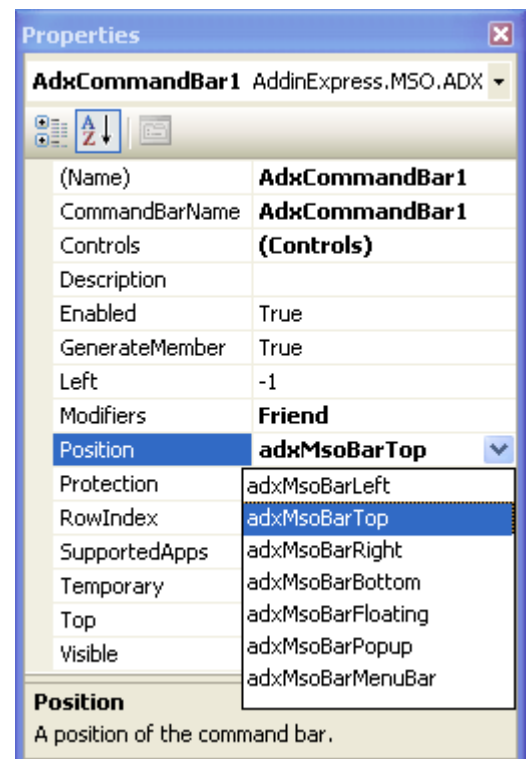 Properties
AdxCommandBar1 AddinExpress.MSO.ADX
A
Z
(Name) AdxCommandBar1
CommandBarName AdxCommandBar1
Controls (Controls)
Description
Enabled True
GenerateMember True
Left -1
Modifiers Friend
Position adxMsoBarTop
Protection adxMsoBarLeft
RowIndex adxMsoBarTop
SupportedApps adxMsoBarRight
Temporary adxMsoBarBottom
Top adxMsoBarFloating
Visible adxMsoBarPopup
adxMsoBarMenuBar
Position
A position of the command bar.